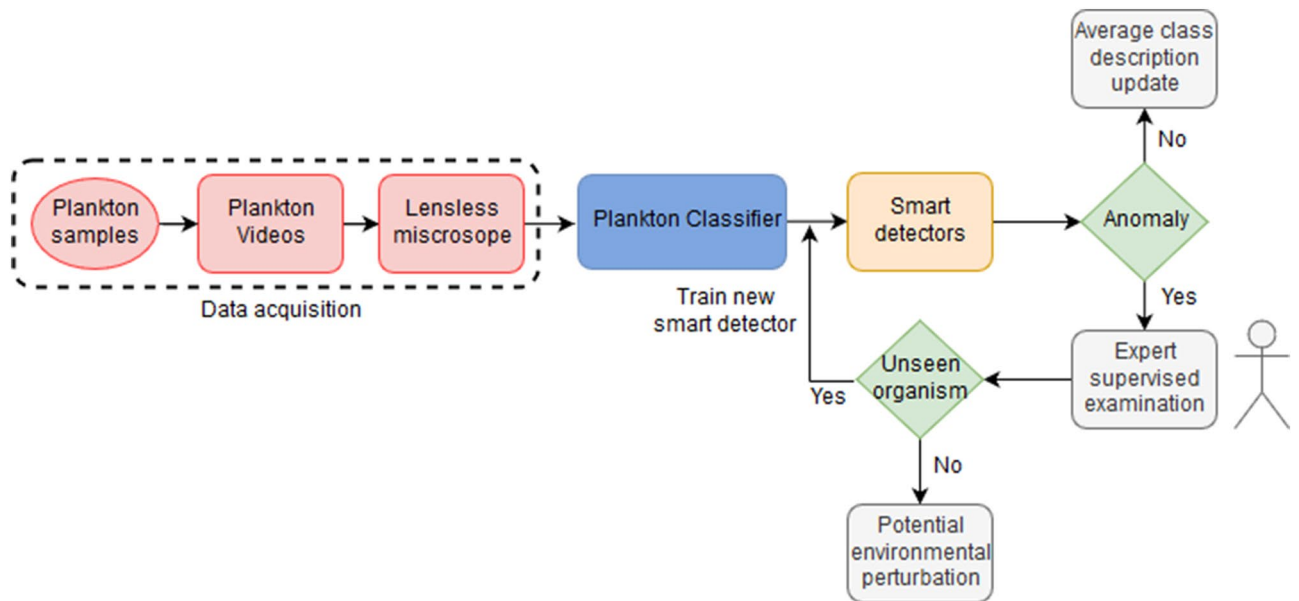 Average class
description
update
No
Plankton
samples
Plankton
Videos
Lensless
miscrosope
Plankton Classifier
Smart
detectors
Anomaly
Data acquisition
Yes
Train new
smart detector
Expert
supervised
examination
Unseen
organism
Yes
No
Potential
environmental
perturbation